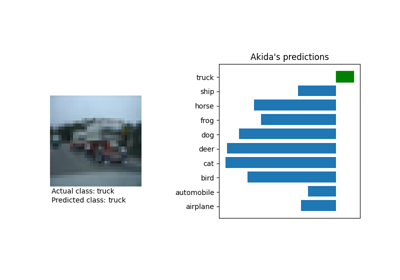 Akida's predictions
truck
ship
horse
frog
dog
deer
cat
bird
automobile
airplane
Actual class: truck
Predicted class: truck